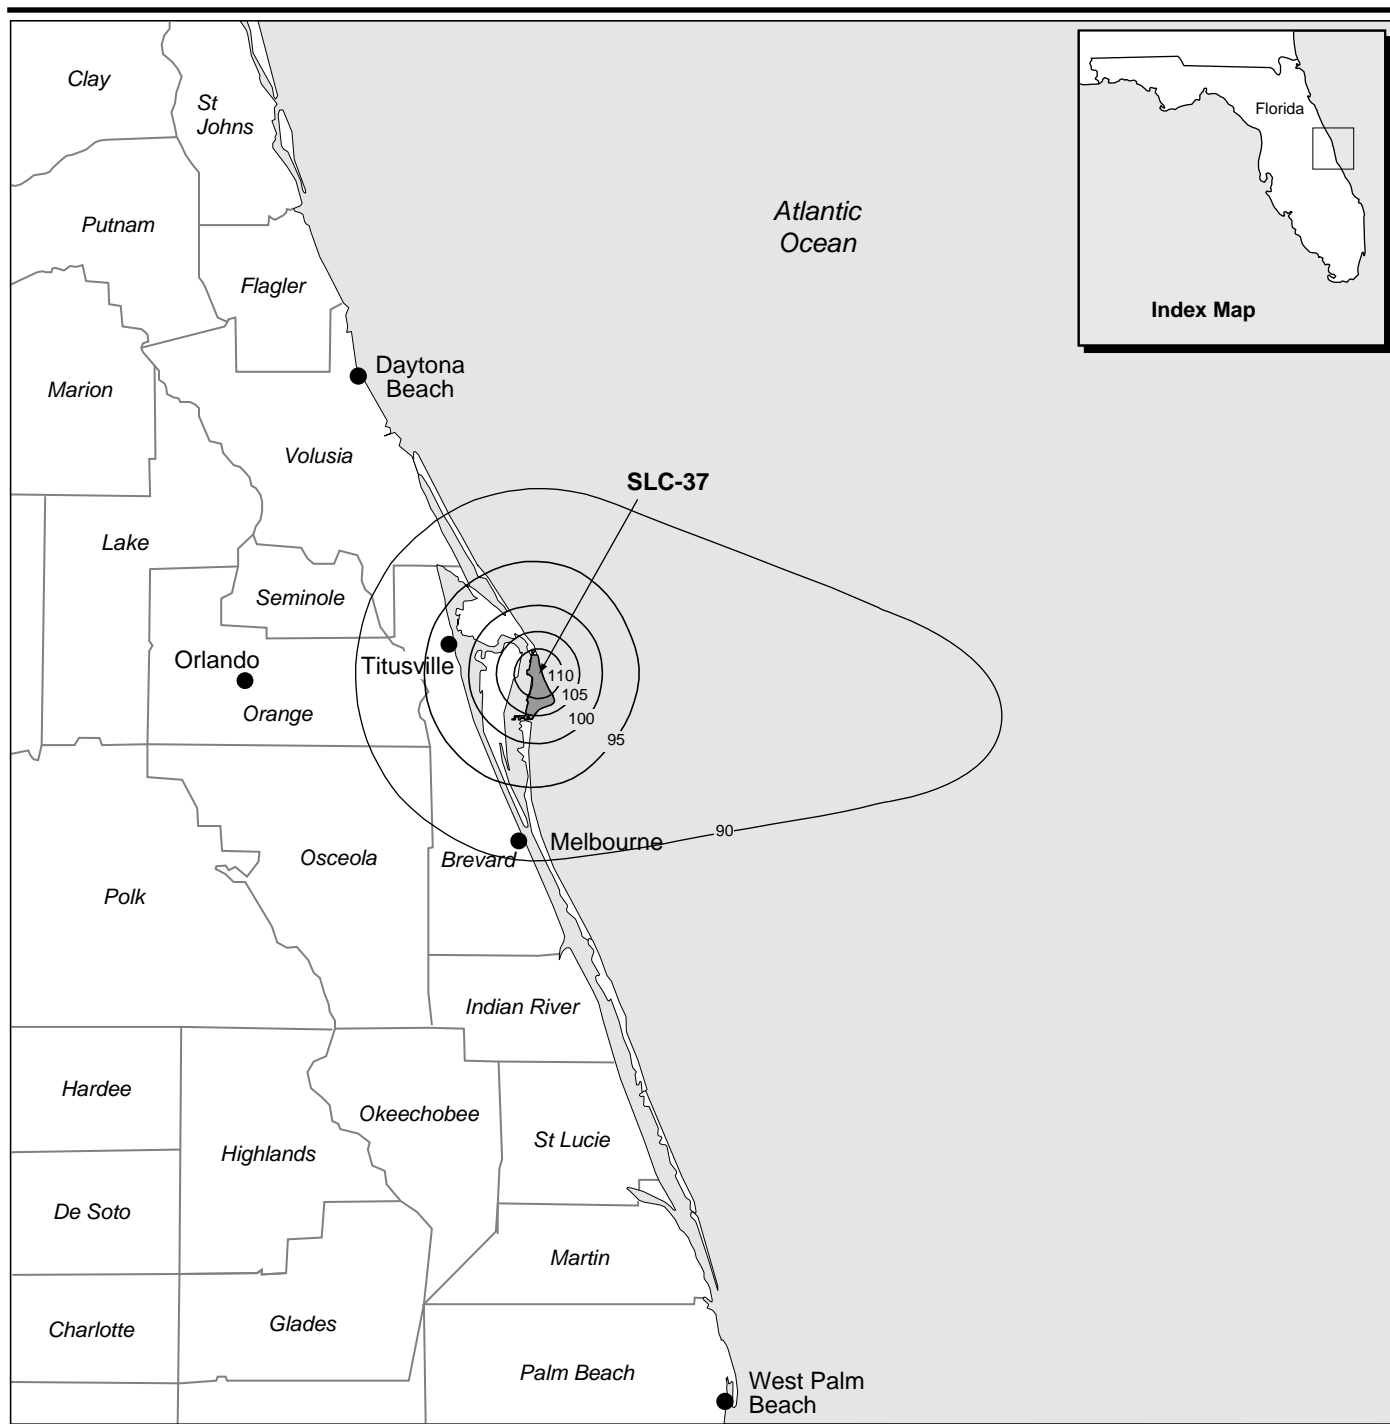 Clay
St
Johns
Florida
Putnam
Atlantic
Ocean
Flagler
Index Map
Daytona
Beach
Marion
Volusia
SLC-37
Lake
Seminole
Orlando
Titusville
110
105
Orange
100
95
90
Melbourne
Osceola
Brevard
Polk
Indian River
Hardee
Okeechobee
St Lucie
Highlands
De Soto
Martin
Glades
Charlotte
Palm Beach
West Palm
Beach